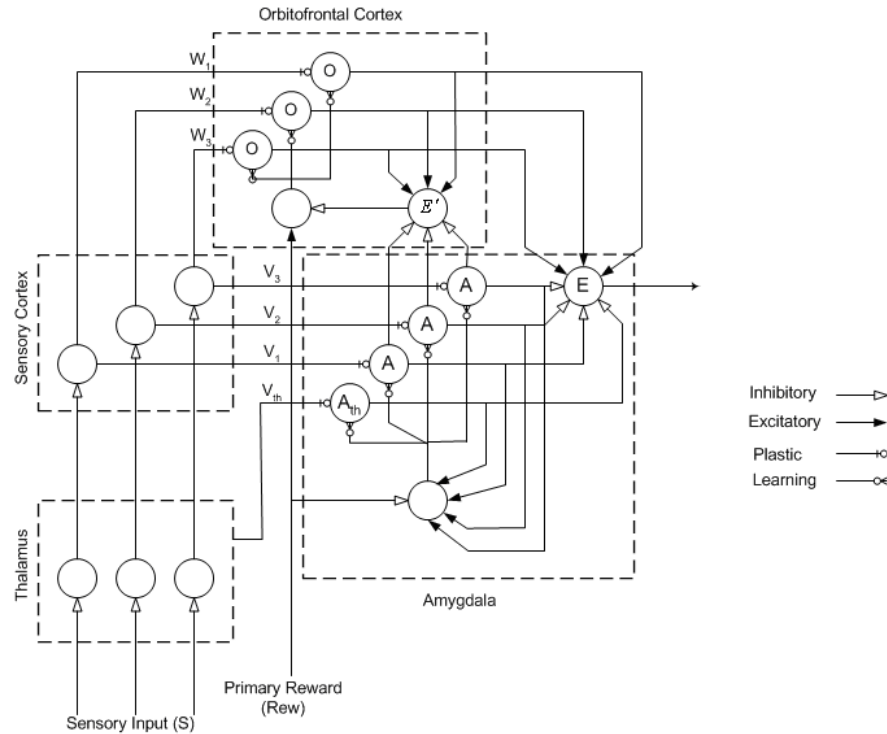 Orbitofrontal Cortex
W1
O
W2
O
W3
O
E'
Sensory Cortex
V3
A
E
V2
A
V1
A
Vth
Ath
Inhibitory
Excitatory
Plastic
Learning
Thalamus
Amygdala
Primary Reward
(Rew)
Sensory Input (S)